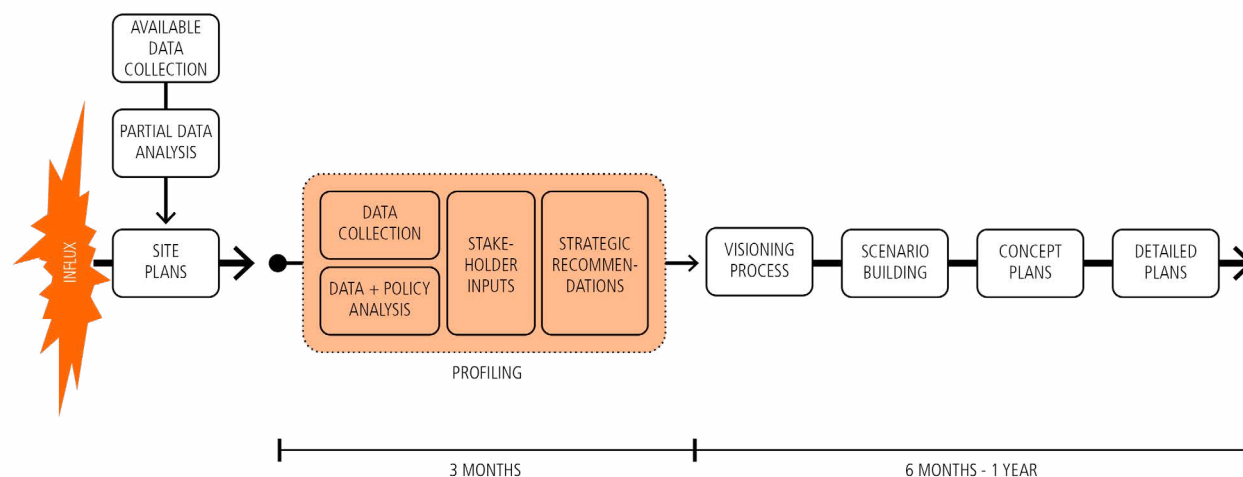 AVAILABLE
DATA
COLLECTION
PARTIAL DATA
ANALYSIS
INFLUX
SITE
PLANS
DATA
COLLECTION
DATA + POLICY
ANALYSIS
STAKE-
HOLDER
INPUTS
STRATEGIC
RECOMMEN-
DATIONS
PROFILING
VISIONING
PROCESS
SCENARIO
BUILDING
CONCEPT
PLANS
DETAILED
PLANS
3 MONTHS
6 MONTHS - 1 YEAR